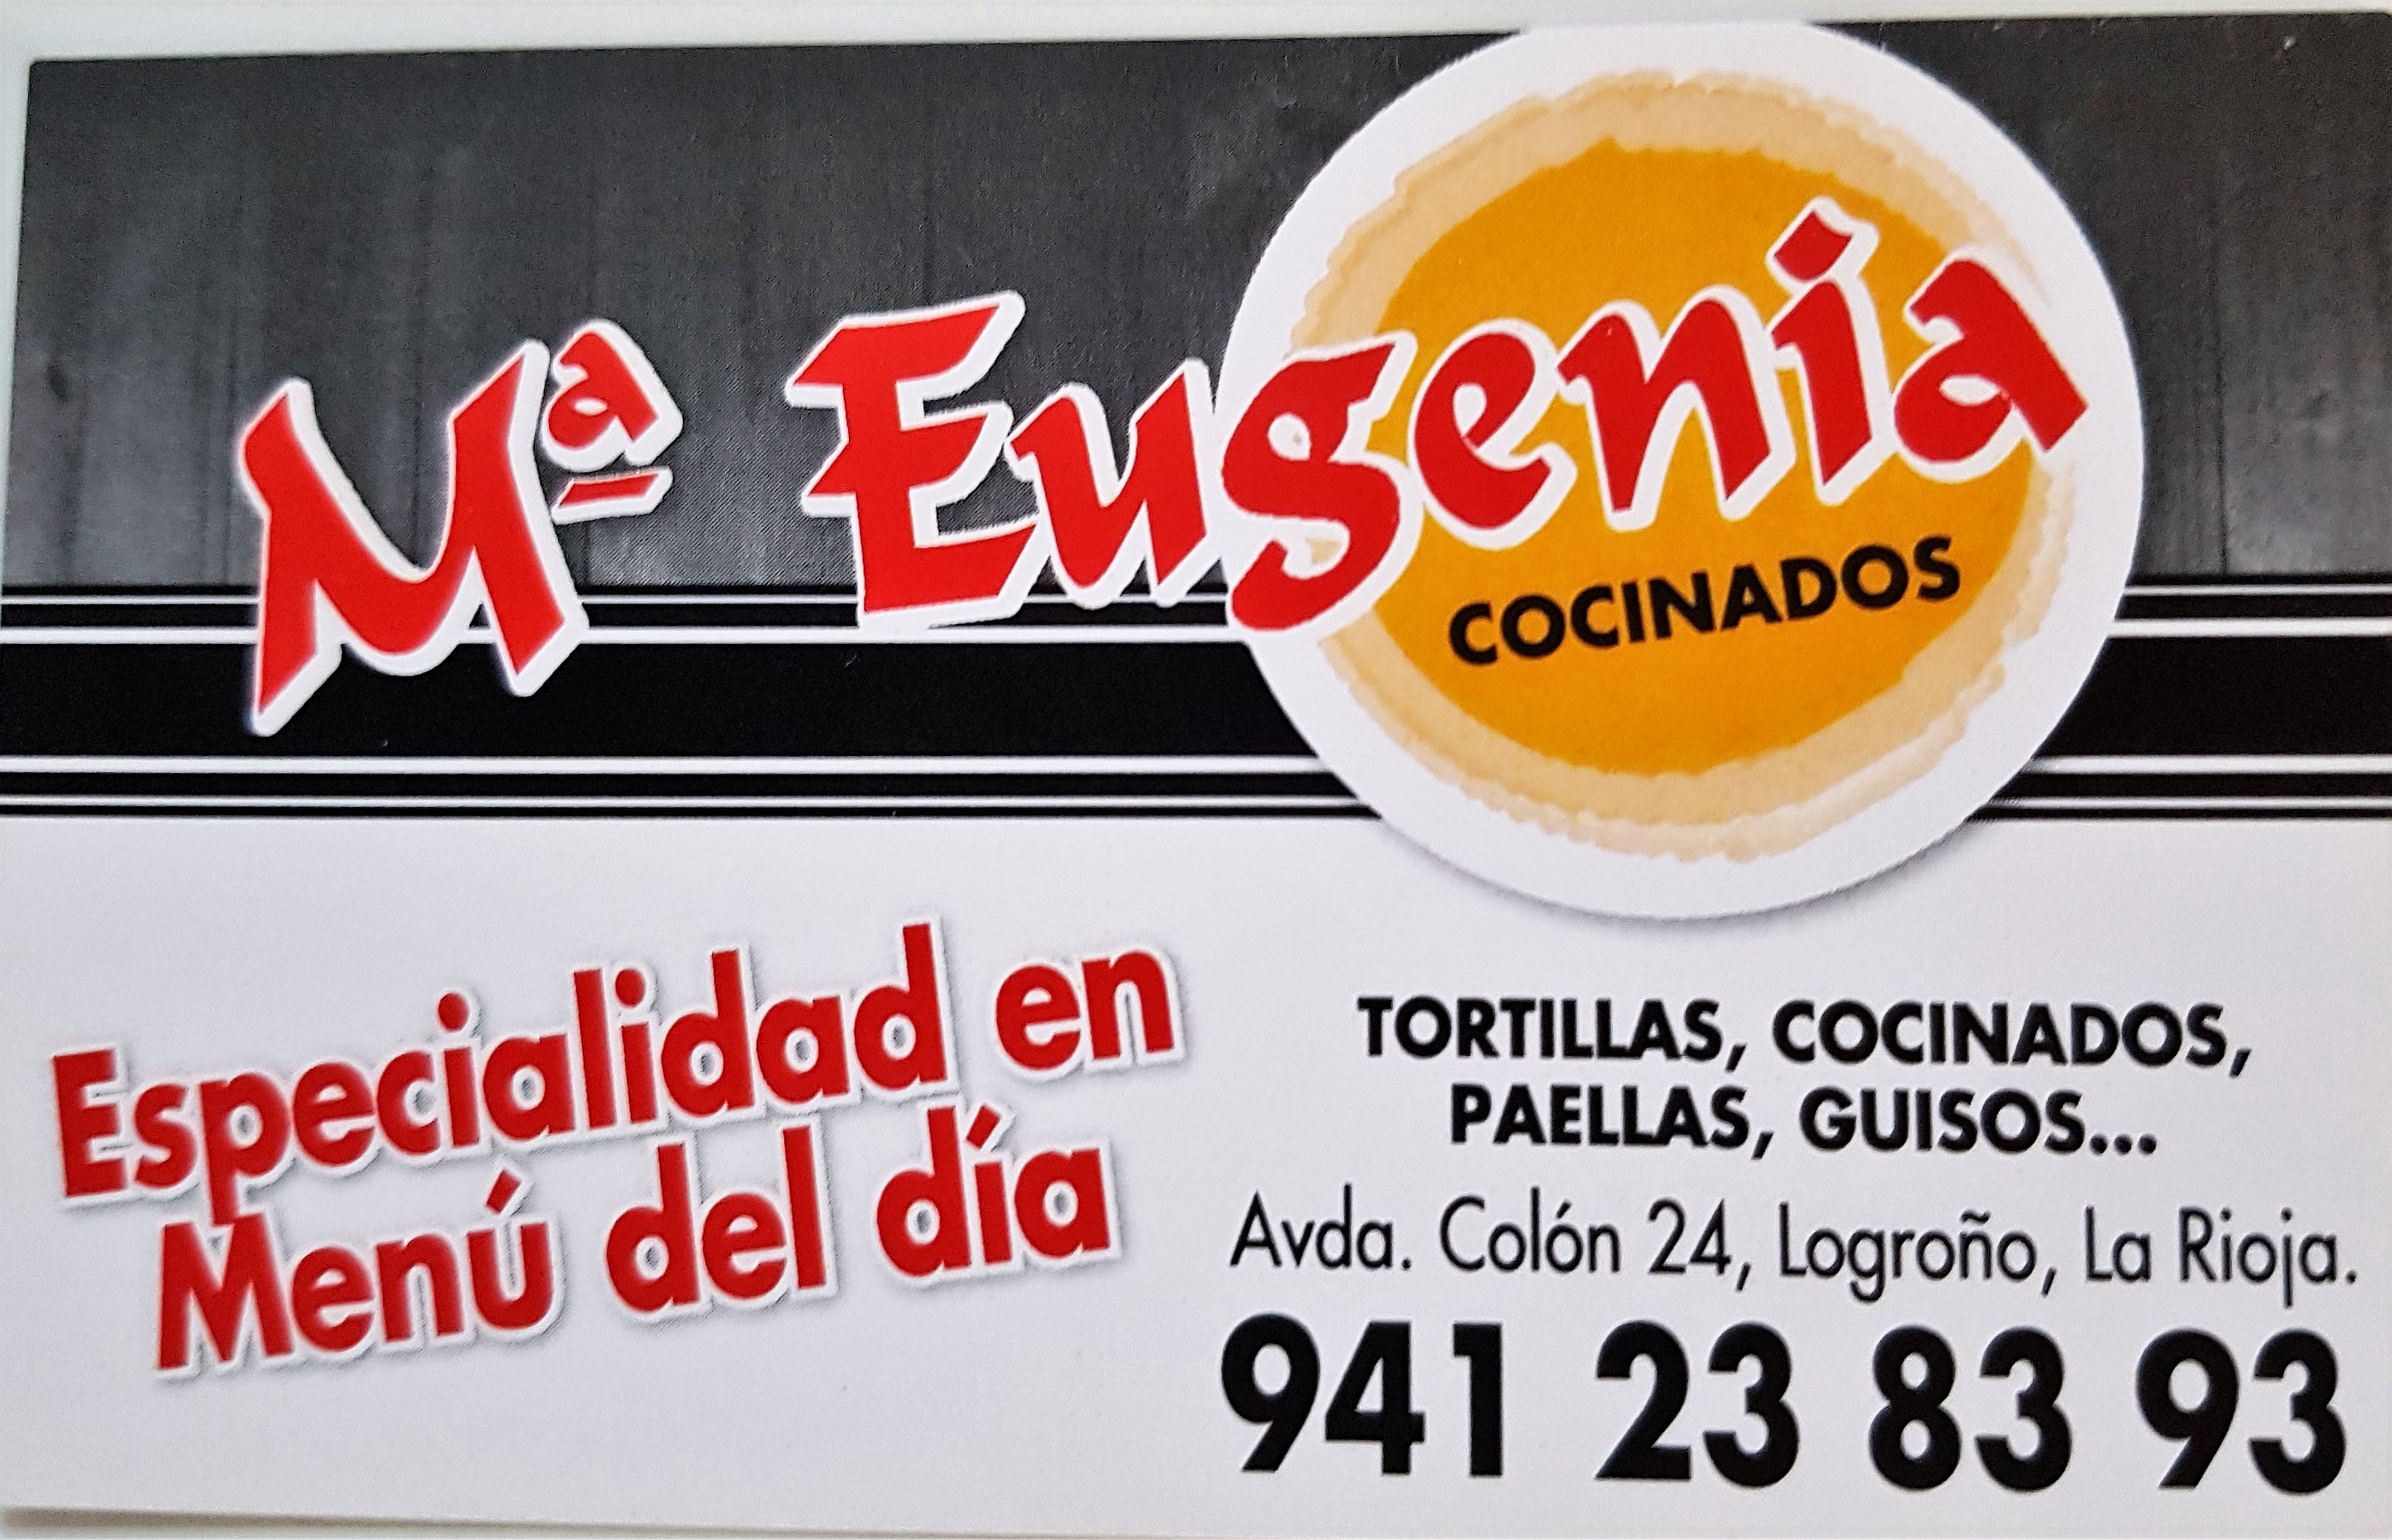 Mª Eugenia
COCINADOS
Especialidad en
Menú del día
TORTILLAS, COCINADOS,
PAELLAS, GUISOS...
Avda. Colón 24, Logroño, La Rioja.
941 23 83 93